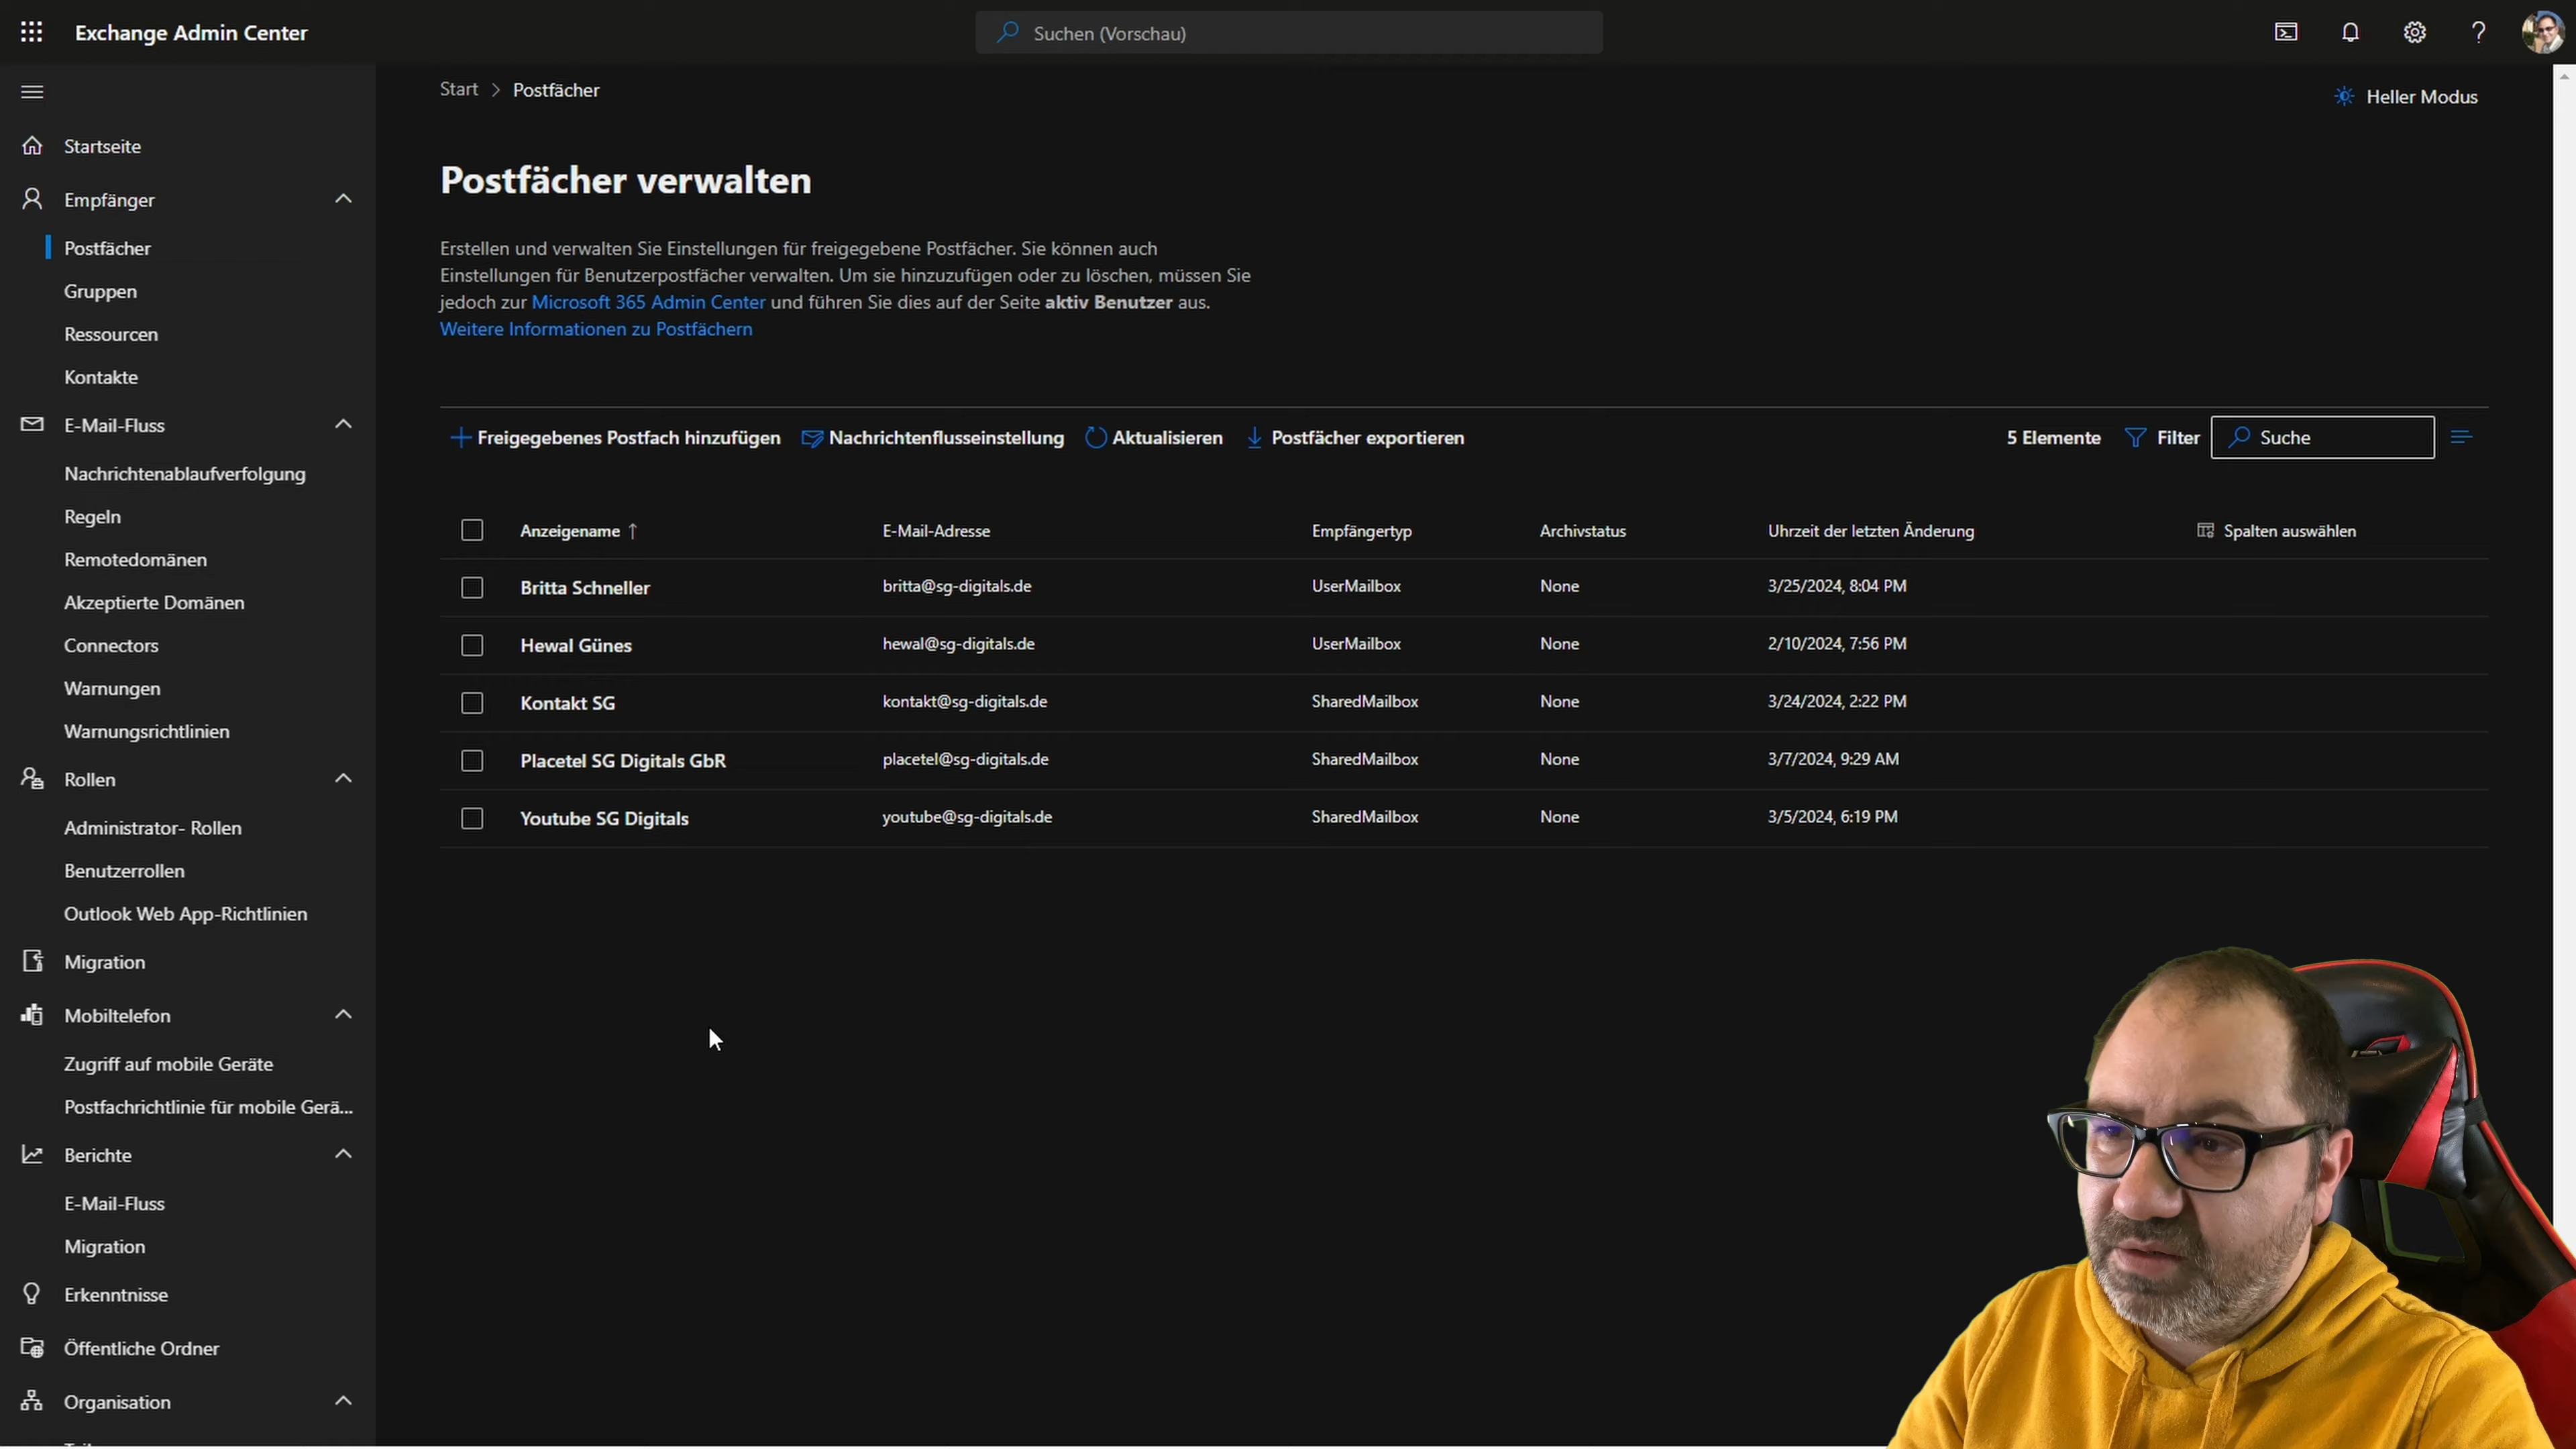 Exchange Admin Center
Suchen (Vorschau)
Start > Postfächer
Heller Modus
Startseite
Empfänger
Postfächer
Gruppen
Ressourcen
Kontakte
E-Mail-Fluss
Nachrichtenablaufverfolgung
Regeln
Remotedomänen
Akzeptierte Domänen
Connectors
Warnungen
Warnungsrichtlinien
Rollen
Administrator- Rollen
Benutzerrollen
Outlook Web App-Richtlinien
Migration
Mobiltelefon
Zugriff auf mobile Geräte
Postfachrichtlinie für mobile Gerä...
Berichte
E-Mail-Fluss
Migration
Erkenntnisse
Öffentliche Ordner
Organisation
Postfächer verwalten
Erstellen und verwalten Sie Einstellungen für freigegebene Postfächer. Sie können auch
Einstellungen für Benutzerpostfächer verwalten. Um sie hinzuzufügen oder zu löschen, müssen Sie
jedoch zur Microsoft 365 Admin Center und führen Sie dies auf der Seite aktiv Benutzer aus.
Weitere Informationen zu Postfächern
Freigegebenes Postfach hinzufügen Nachrichtenflusseinstellung Aktualisieren Postfächer exportieren 5 Elemente Filter Suche
Anzeigename ↑ E-Mail-Adresse Empfängertyp Archivstatus Uhrzeit der letzten Änderung Spalten auswählen
Britta Schneller britta@sg-digitals.de UserMailbox None 3/25/2024, 8:04 PM
Hewal Günes hewal@sg-digitals.de UserMailbox None 2/10/2024, 7:56 PM
Kontakt SG kontakt@sg-digitals.de SharedMailbox None 3/24/2024, 2:22 PM
Placetel SG Digitals GbR placetel@sg-digitals.de SharedMailbox None 3/7/2024, 9:29 AM
Youtube SG Digitals youtube@sg-digitals.de SharedMailbox None 3/5/2024, 6:19 PM